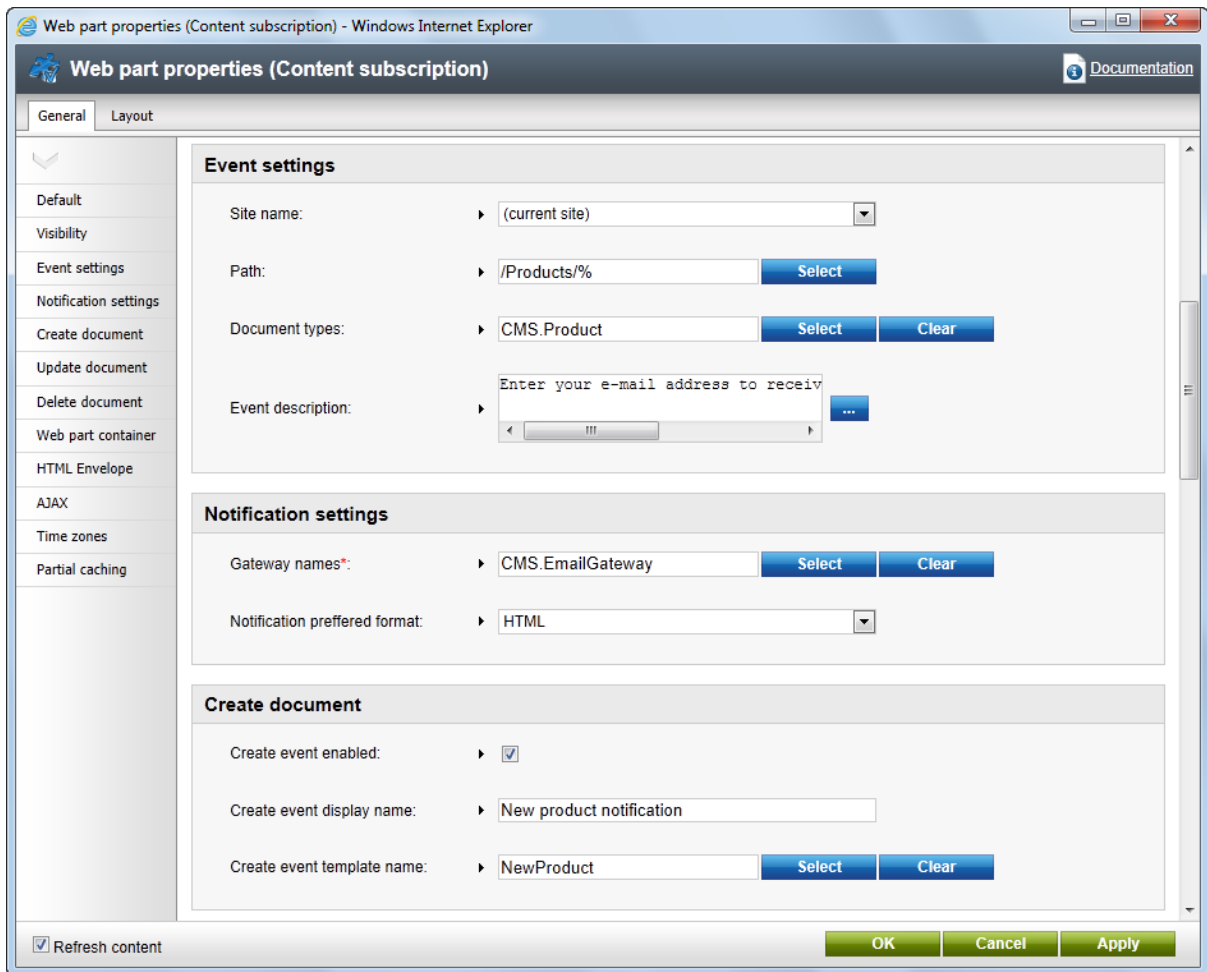 Web part properties (Content subscription) - Windows Internet Explorer
Web part properties (Content subscription)
Documentation
General Layout
Default
Visibility
Event settings
Notification settings
Create document
Update document
Delete document
Web part container
HTML Envelope
AJAX
Time zones
Partial caching
Event settings
Site name: (current site)
Path: /Products/% Select
Document types: CMS.Product Select Clear
Event description: Enter your e-mail address to receiv ...
Notification settings
Gateway names*: CMS.EmailGateway Select Clear
Notification preffered format: HTML
Create document
Create event enabled:
Create event display name: New product notification
Create event template name: NewProduct Select Clear
Refresh content OK Cancel Apply